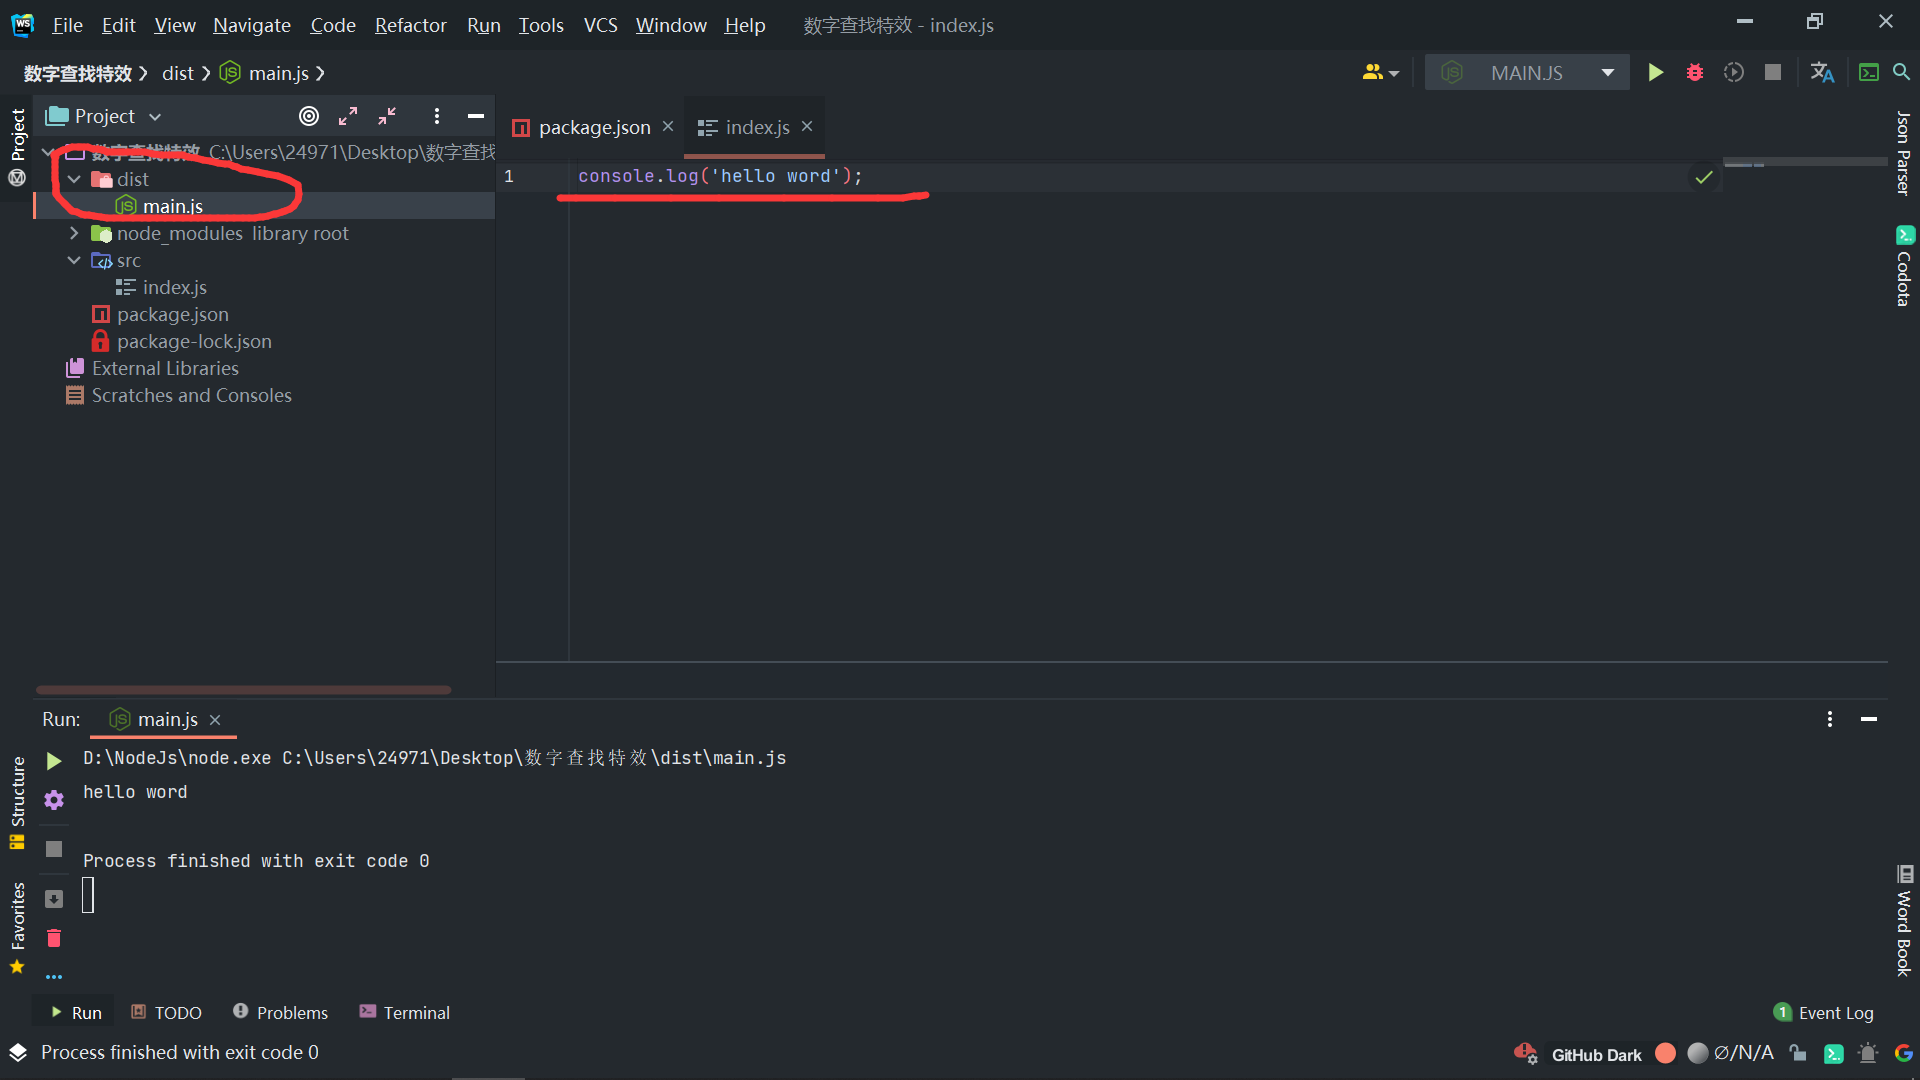 WS File Edit View Navigate Code Refactor Run Tools VCS Window Help 数字查找特效 - index.js
数字查找特效 dist main.js
MAIN.JS
Project
Project
数字查找特效 C:\Users\24971\Desktop\数字查找
dist
main.js
node_modules library root
src
index.js
package.json
package-lock.json
External Libraries
Scratches and Consoles
package.json index.js
1 console.log('hello word');
Json Parser
Codota
Run: main.js
D:\NodeJs\node.exe C:\Users\24971\Desktop\数字查找特效\dist\main.js
hello word
Process finished with exit code 0
Structure
Favorites
Word Book
Run TODO Problems Terminal
1 Event Log
Process finished with exit code 0
GitHub Dark ∅/N/A